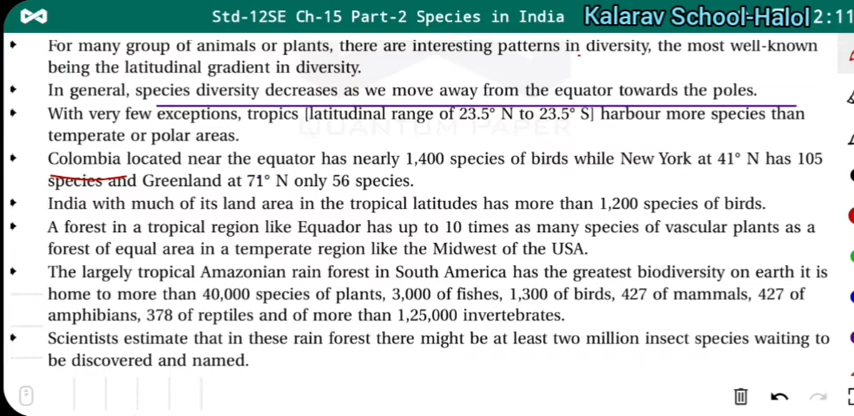 Std-12SE Ch-15 Part-2 Species in India Kalarav School-Halol 2:11
For many group of animals or plants, there are interesting patterns in diversity, the most well-known
being the latitudinal gradient in diversity.
In general, species diversity decreases as we move away from the equator towards the poles.
With very few exceptions, tropics [latitudinal range of 23.5° N to 23.5° S] harbour more species than
temperate or polar areas.
QUANTUM PAPER
Colombia located near the equator has nearly 1,400 species of birds while New York at 41° N has 105
species and Greenland at 71° N only 56 species.
India with much of its land area in the tropical latitudes has more than 1,200 species of birds.
A forest in a tropical region like Equador has up to 10 times as many species of vascular plants as a
forest of equal area in a temperate region like the Midwest of the USA.
The largely tropical Amazonian rain forest in South America has the greatest biodiversity on earth it is
home to more than 40,000 species of plants, 3,000 of fishes, 1,300 of birds, 427 of mammals, 427 of
amphibians, 378 of reptiles and of more than 1,25,000 invertebrates.
Scientists estimate that in these rain forest there might be at least two million insect species waiting to
be discovered and named.